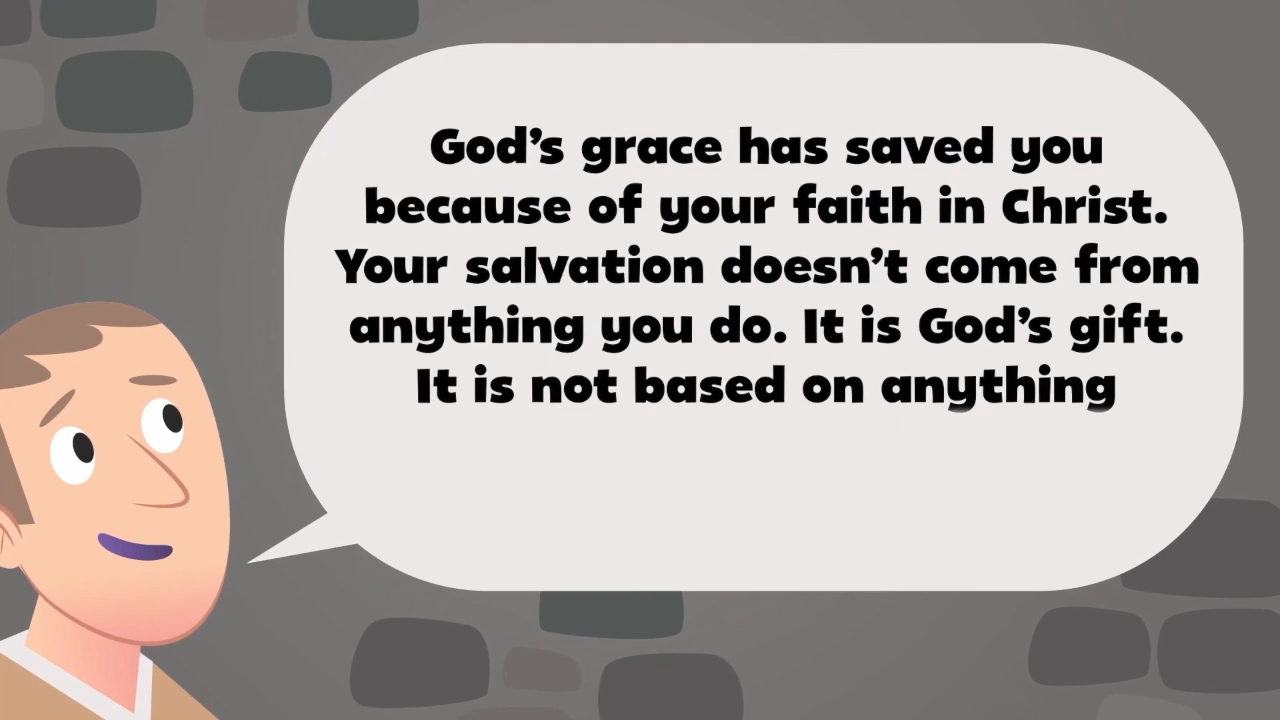 God’s grace has saved you
because of your faith in Christ.
Your salvation doesn’t come from
anything you do. It is God’s gift.
It is not based on anything